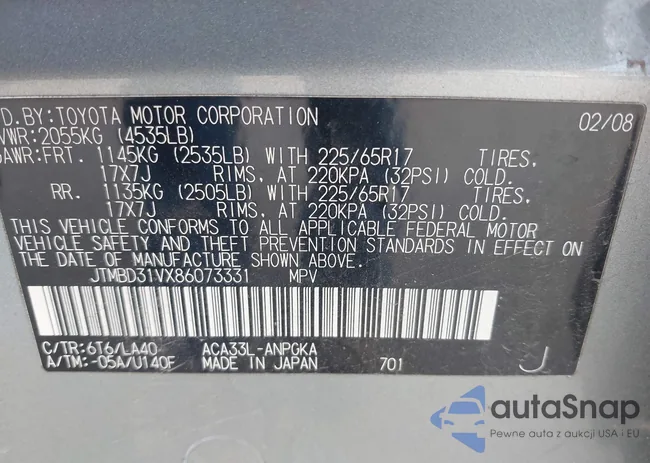 D.BY:TOYOTA MOTOR CORPORATION 02/08
VWR:2055KG (4535LB)
GAWR:FRT. 1145KG (2535LB) WITH 225/65R17 TIRES,
17X7J RIMS, AT 220KPA (32PSI) COLD.
RR. 1135KG (2505LB) WITH 225/65R17 TIRES,
17X7J RIMS, AT 220KPA (32PSI) COLD.
THIS VEHICLE CONFORMS TO ALL APPLICABLE FEDERAL MOTOR
VEHICLE SAFETY AND THEFT PREVENTION STANDARDS IN EFFECT ON
THE DATE OF MANUFACTURE SHOWN ABOVE.
JTMBD31VX86073331 MPV
C/TR:6T6/LA40 ACA33L-ANPGKA
A/TM:-05A/U140F MADE IN JAPAN 701 J
autoSnap
Pewne auta z aukcji USA i EU